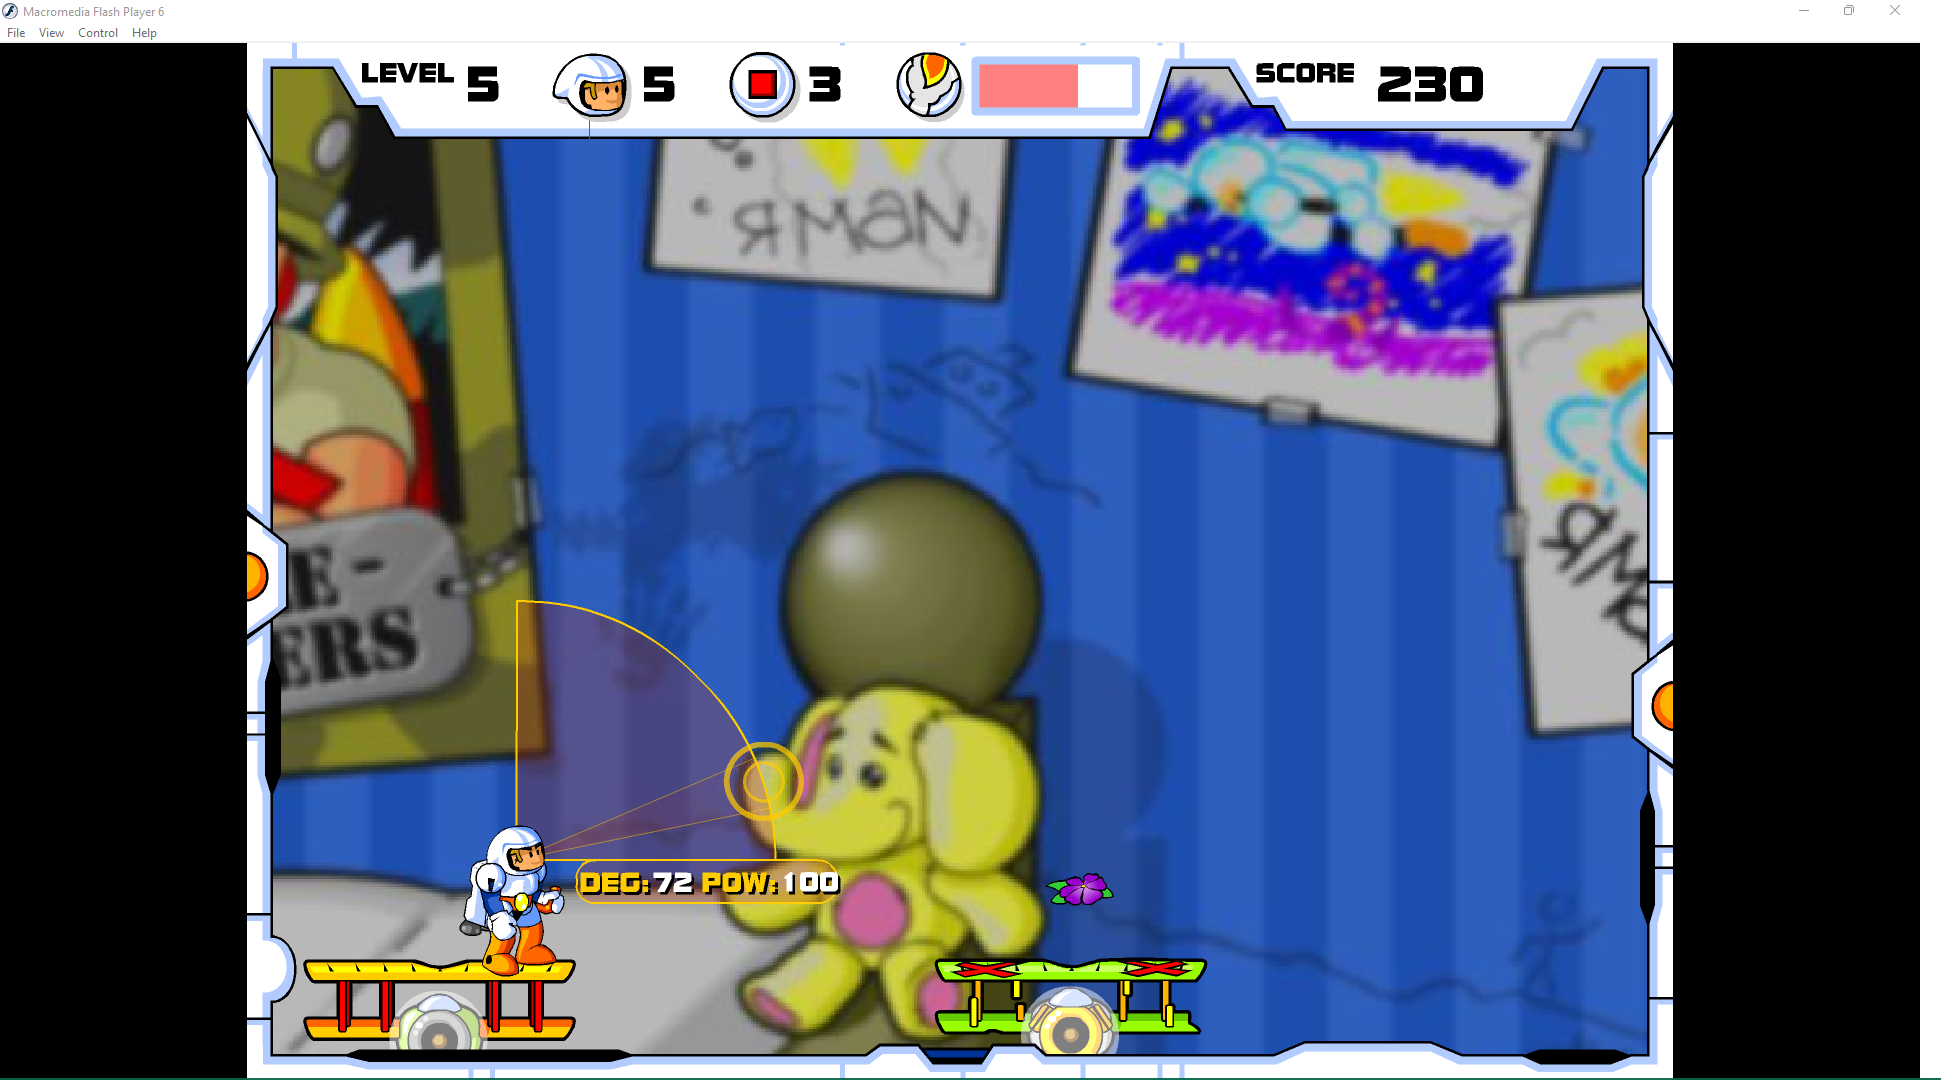 Macromedia Flash Player 6
File View Control Help
LEVEL 5 5 3 SCORE 230
E -
ERS
DEG:72 POW:100